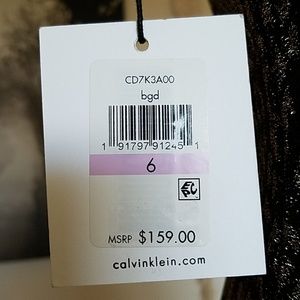 CD7K3A00
bgd
1 91797 91245 1
6
MSRP $159.00
calvinklein.com